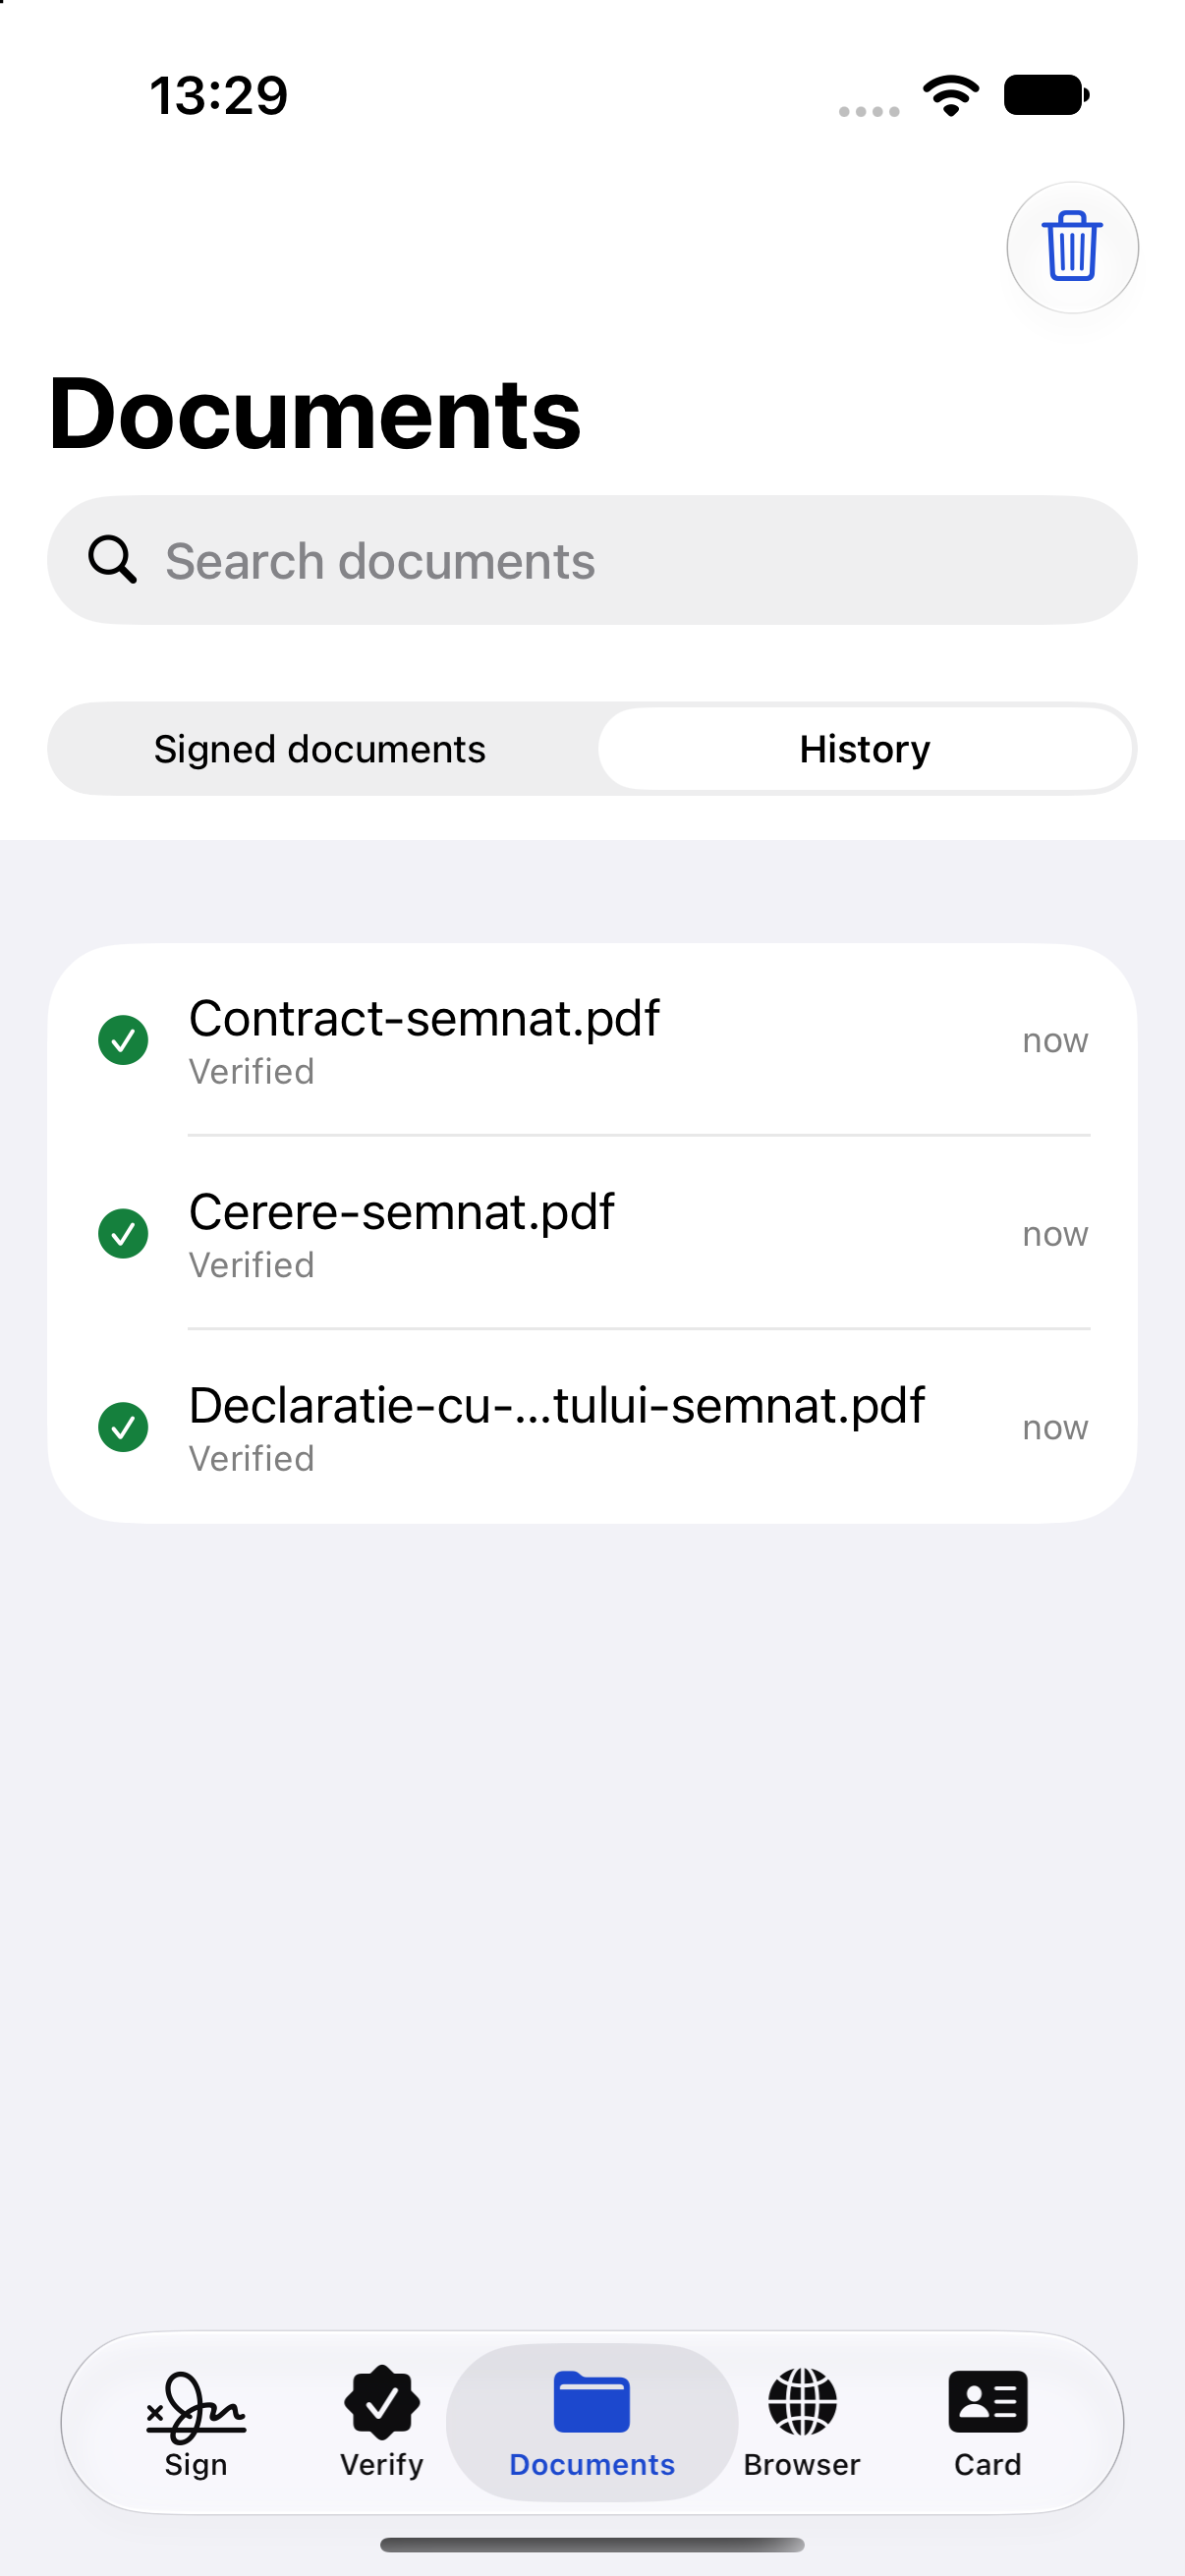 13:29
Documents
Search documents
Signed documents
History
Contract-semnat.pdf
Verified
now
Cerere-semnat.pdf
Verified
now
Declaratie-cu-...tului-semnat.pdf
Verified
now
Sign
Verify
Documents
Browser
Card